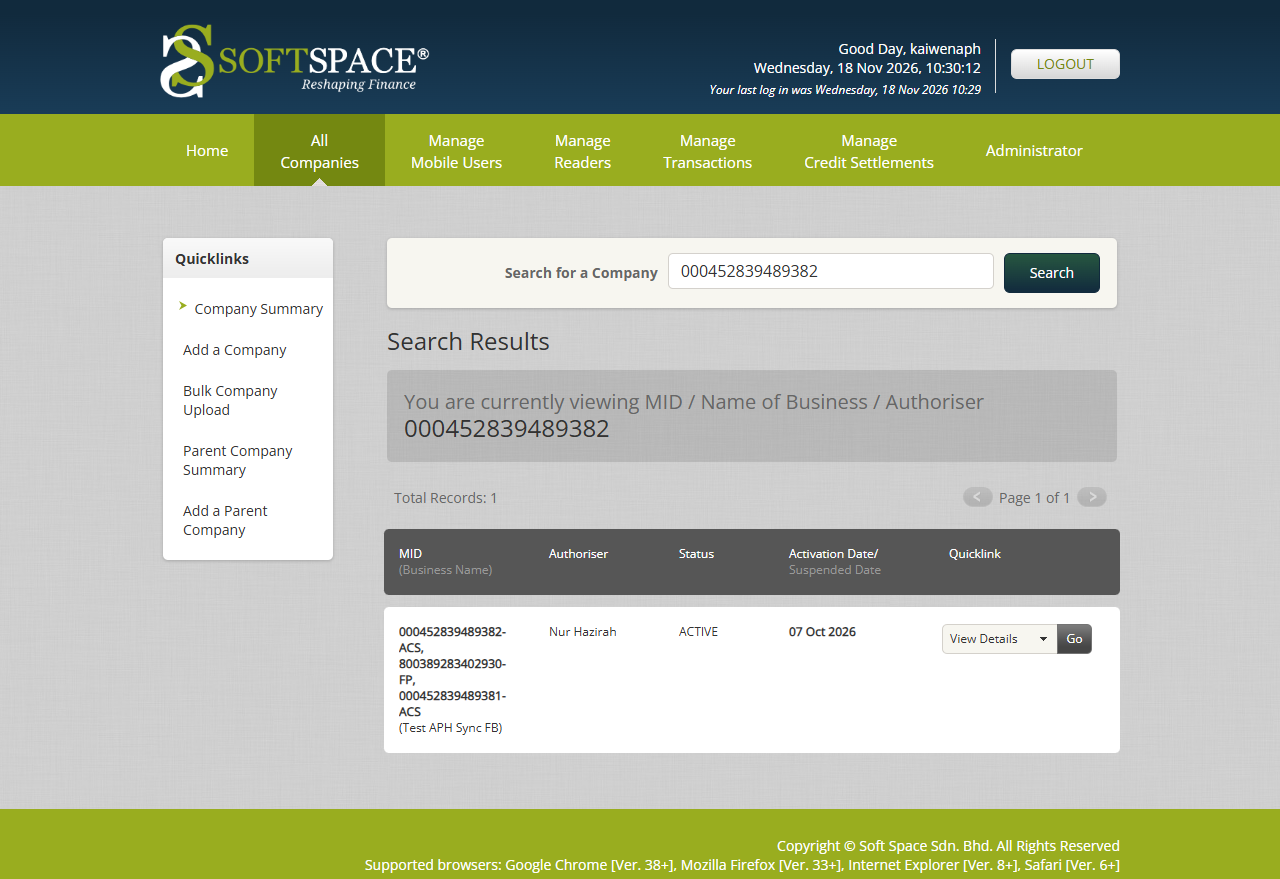 SOFTSPACE®
Reshaping Finance
Good Day, kaiwenaph
Wednesday, 18 Nov 2026, 10:30:12
Your last log in was Wednesday, 18 Nov 2026 10:29
LOGOUT
Home
All
Companies
Manage
Mobile Users
Manage
Readers
Manage
Transactions
Manage
Credit Settlements
Administrator
Quicklinks
Company Summary
Add a Company
Bulk Company
Upload
Parent Company
Summary
Add a Parent
Company
Search for a Company
000452839489382
Search
Search Results
You are currently viewing MID / Name of Business / Authoriser
000452839489382
Total Records: 1
< Page 1 of 1 >
MID
(Business Name)
Authoriser
Status
Activation Date/
Suspended Date
Quicklink
000452839489382-
ACS,
800389283402930-
FP,
000452839489381-
ACS
(Test APH Sync FB)
Nur Hazirah
ACTIVE
07 Oct 2026
View Details
Go
Copyright © Soft Space Sdn. Bhd. All Rights Reserved
Supported browsers: Google Chrome [Ver. 38+], Mozilla Firefox [Ver. 33+], Internet Explorer [Ver. 8+], Safari [Ver. 6+]